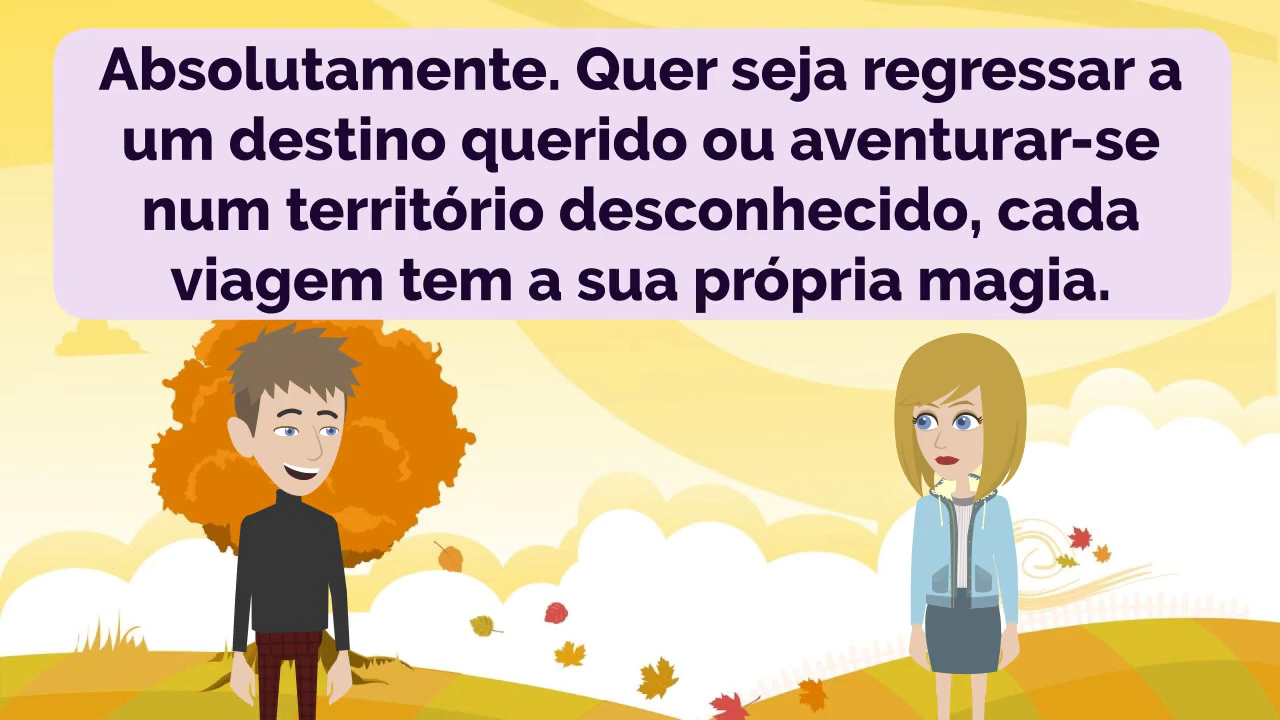 Absolutamente. Quer seja regressar a
um destino querido ou aventurar-se
num território desconhecido, cada
viagem tem a sua própria magia.